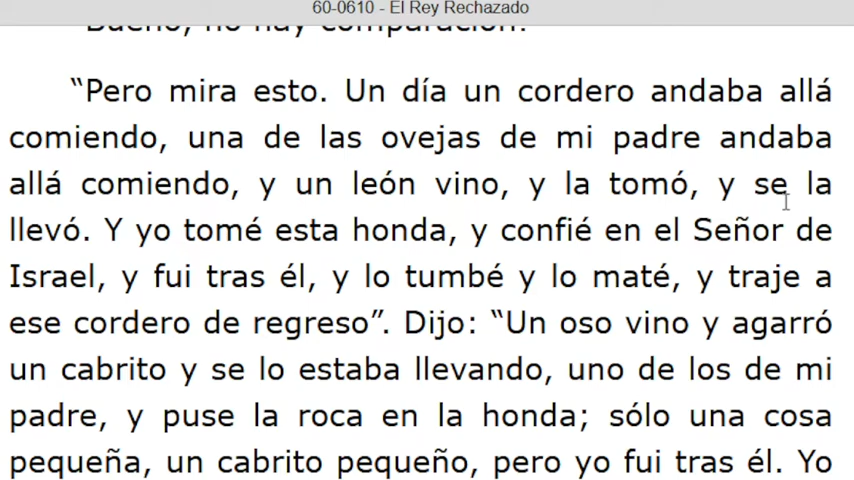 60-0610 - El Rey Rechazado
Bueno, no hay comparación.
“Pero mira esto. Un día un cordero andaba allá
comiendo, una de las ovejas de mi padre andaba
allá comiendo, y un león vino, y la tomó, y se la
llevó. Y yo tomé esta honda, y confié en el Señor de
Israel, y fui tras él, y lo tumbé y lo maté, y traje a
ese cordero de regreso”. Dijo: “Un oso vino y agarró
un cabrito y se lo estaba llevando, uno de los de mi
padre, y puse la roca en la honda; sólo una cosa
pequeña, un cabrito pequeño, pero yo fui tras él. Yo